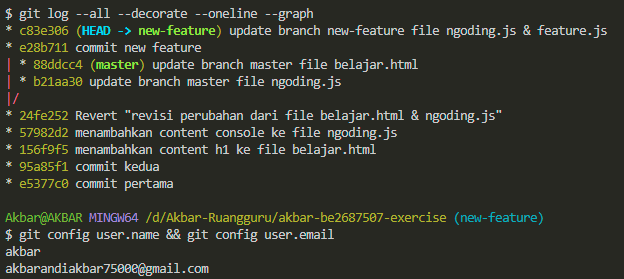 $ git log --all --decorate --oneline --graph
* c83e306 (HEAD -> new-feature) update branch new-feature file ngoding.js & feature.js
* e28b711 commit new feature
| * 88ddcc4 (master) update branch master file belajar.html
| * b21aa30 update branch master file ngoding.js
|/
* 24fe252 Revert "revisi perubahan dari file belajar.html & ngoding.js"
* 57982d2 menambahkan content console ke file ngoding.js
* 156f9f5 menambahkan content h1 ke file belajar.html
* 95a85f1 commit kedua
* e5377c0 commit pertama
Akbar@AKBAR MINGW64 /d/Akbar-Ruangguru/akbar-be2687507-exercise (new-feature)
$ git config user.name && git config user.email
akbar
akbarandiakbar75000@gmail.com